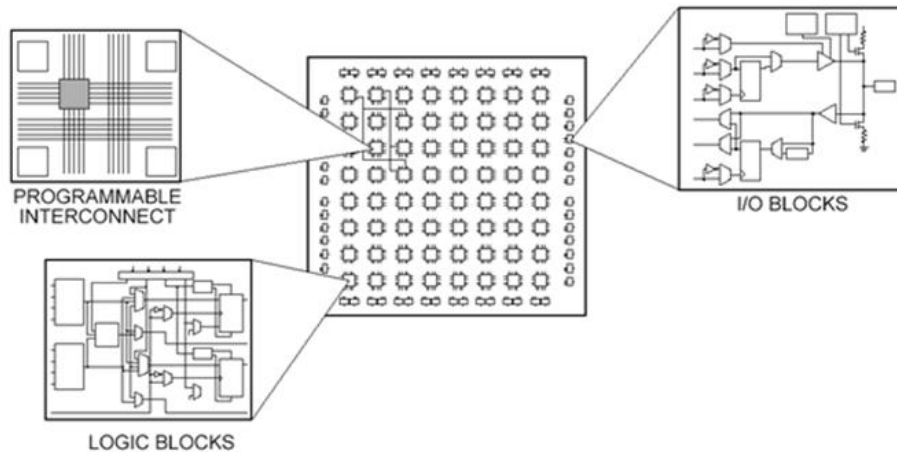 PROGRAMMABLE
INTERCONNECT
I/O BLOCKS
LOGIC BLOCKS